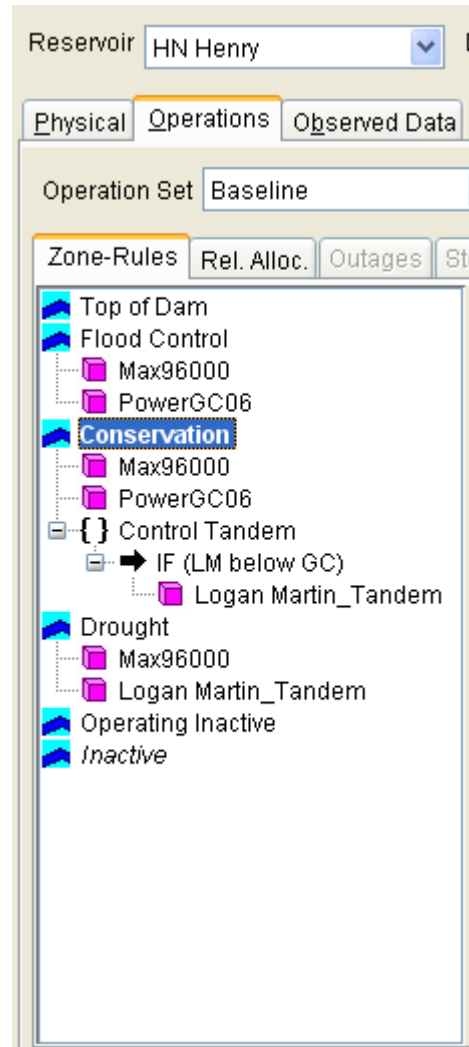 Reservoir HN Henry
Physical Operations Observed Data
Operation Set Baseline
Zone-Rules Rel. Alloc. Outages
Top of Dam
Flood Control
Max96000
PowerGC06
Conservation
Max96000
PowerGC06
{ } Control Tandem
IF (LM below GC)
Logan Martin_Tandem
Drought
Max96000
Logan Martin_Tandem
Operating Inactive
Inactive